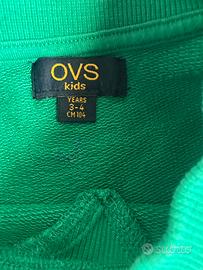 OVS
kids
YEARS
3-4
CM 104
SUBITO